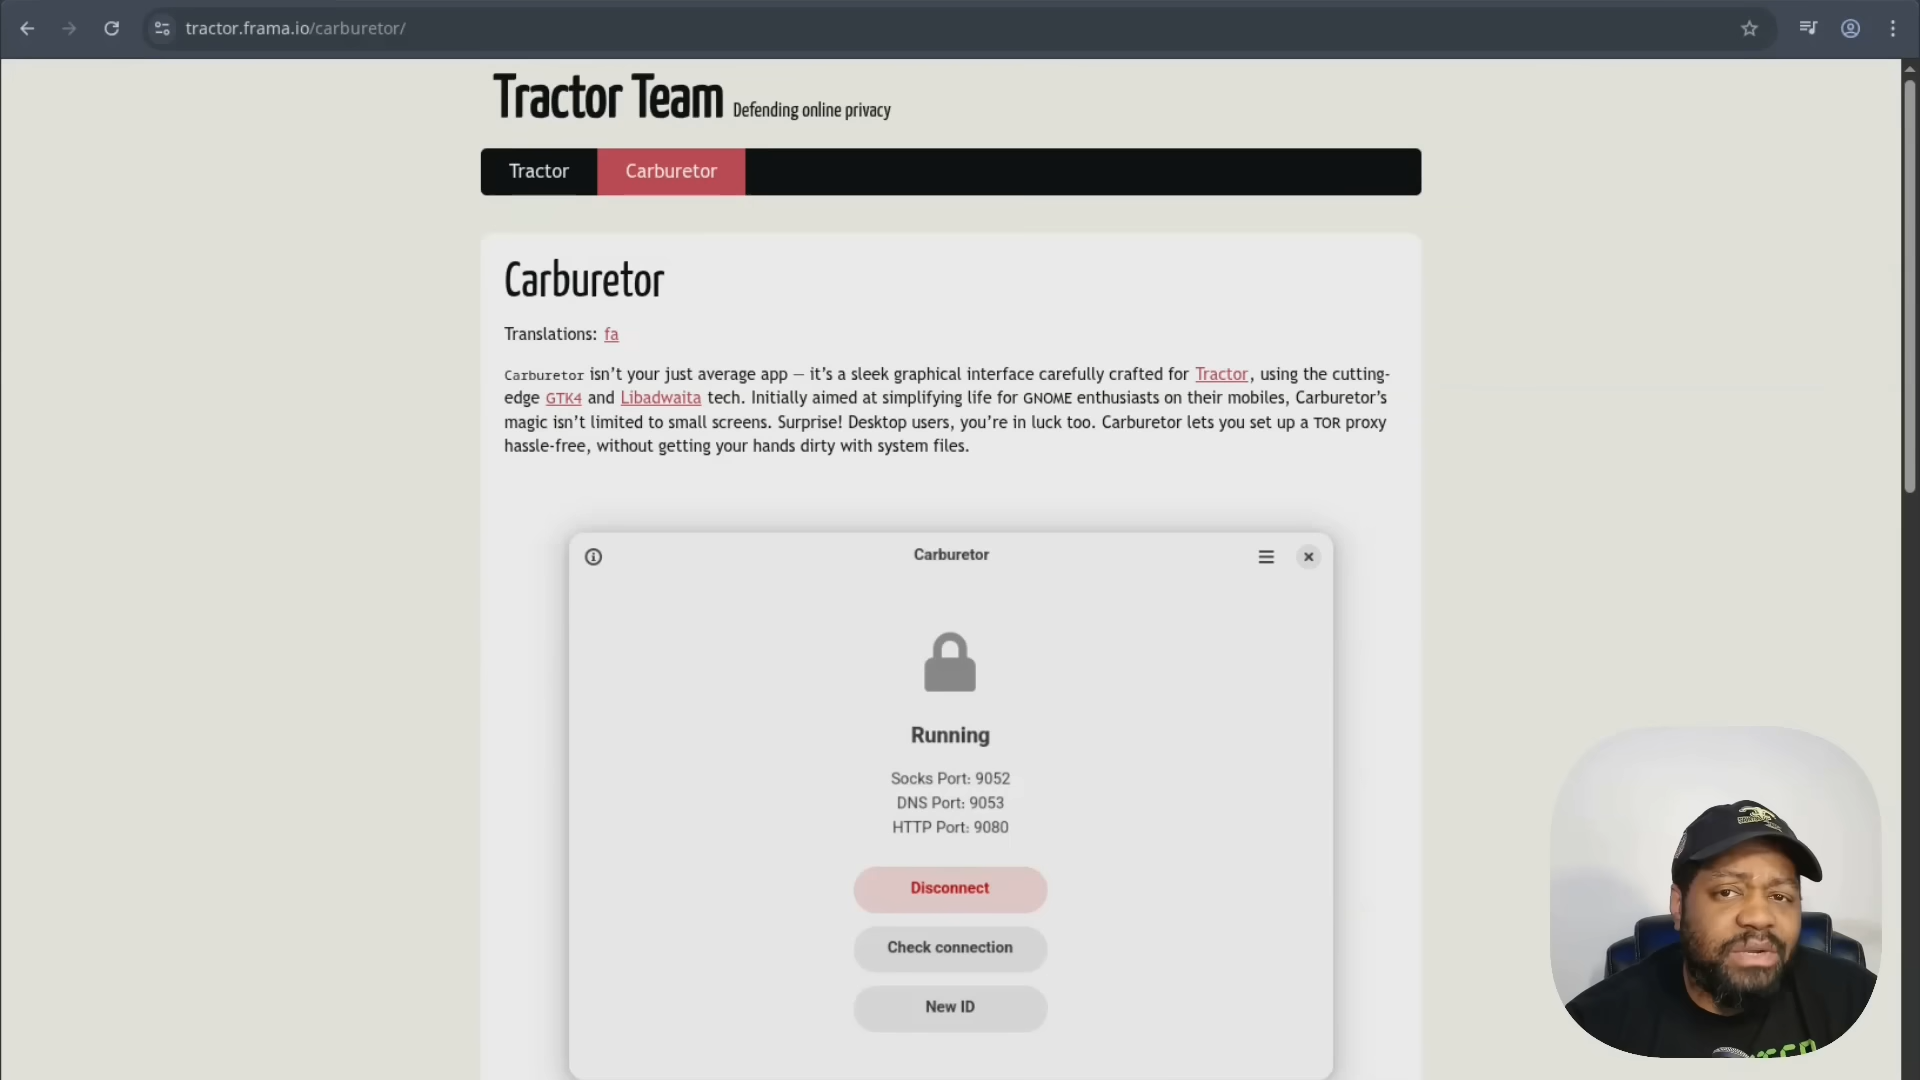 tractor.frama.io/carburetor/
Tractor Team Defending online privacy
Tractor Carburetor
Carburetor
Translations: fa
Carburetor isn’t your just average app — it’s a sleek graphical interface carefully crafted for Tractor, using the cutting-
edge GTK4 and Libadwaita tech. Initially aimed at simplifying life for GNOME enthusiasts on their mobiles, Carburetor’s
magic isn’t limited to small screens. Surprise! Desktop users, you’re in luck too. Carburetor lets you set up a TOR proxy
hassle-free, without getting your hands dirty with system files.
Carburetor
Running
Socks Port: 9052
DNS Port: 9053
HTTP Port: 9080
Disconnect
Check connection
New ID